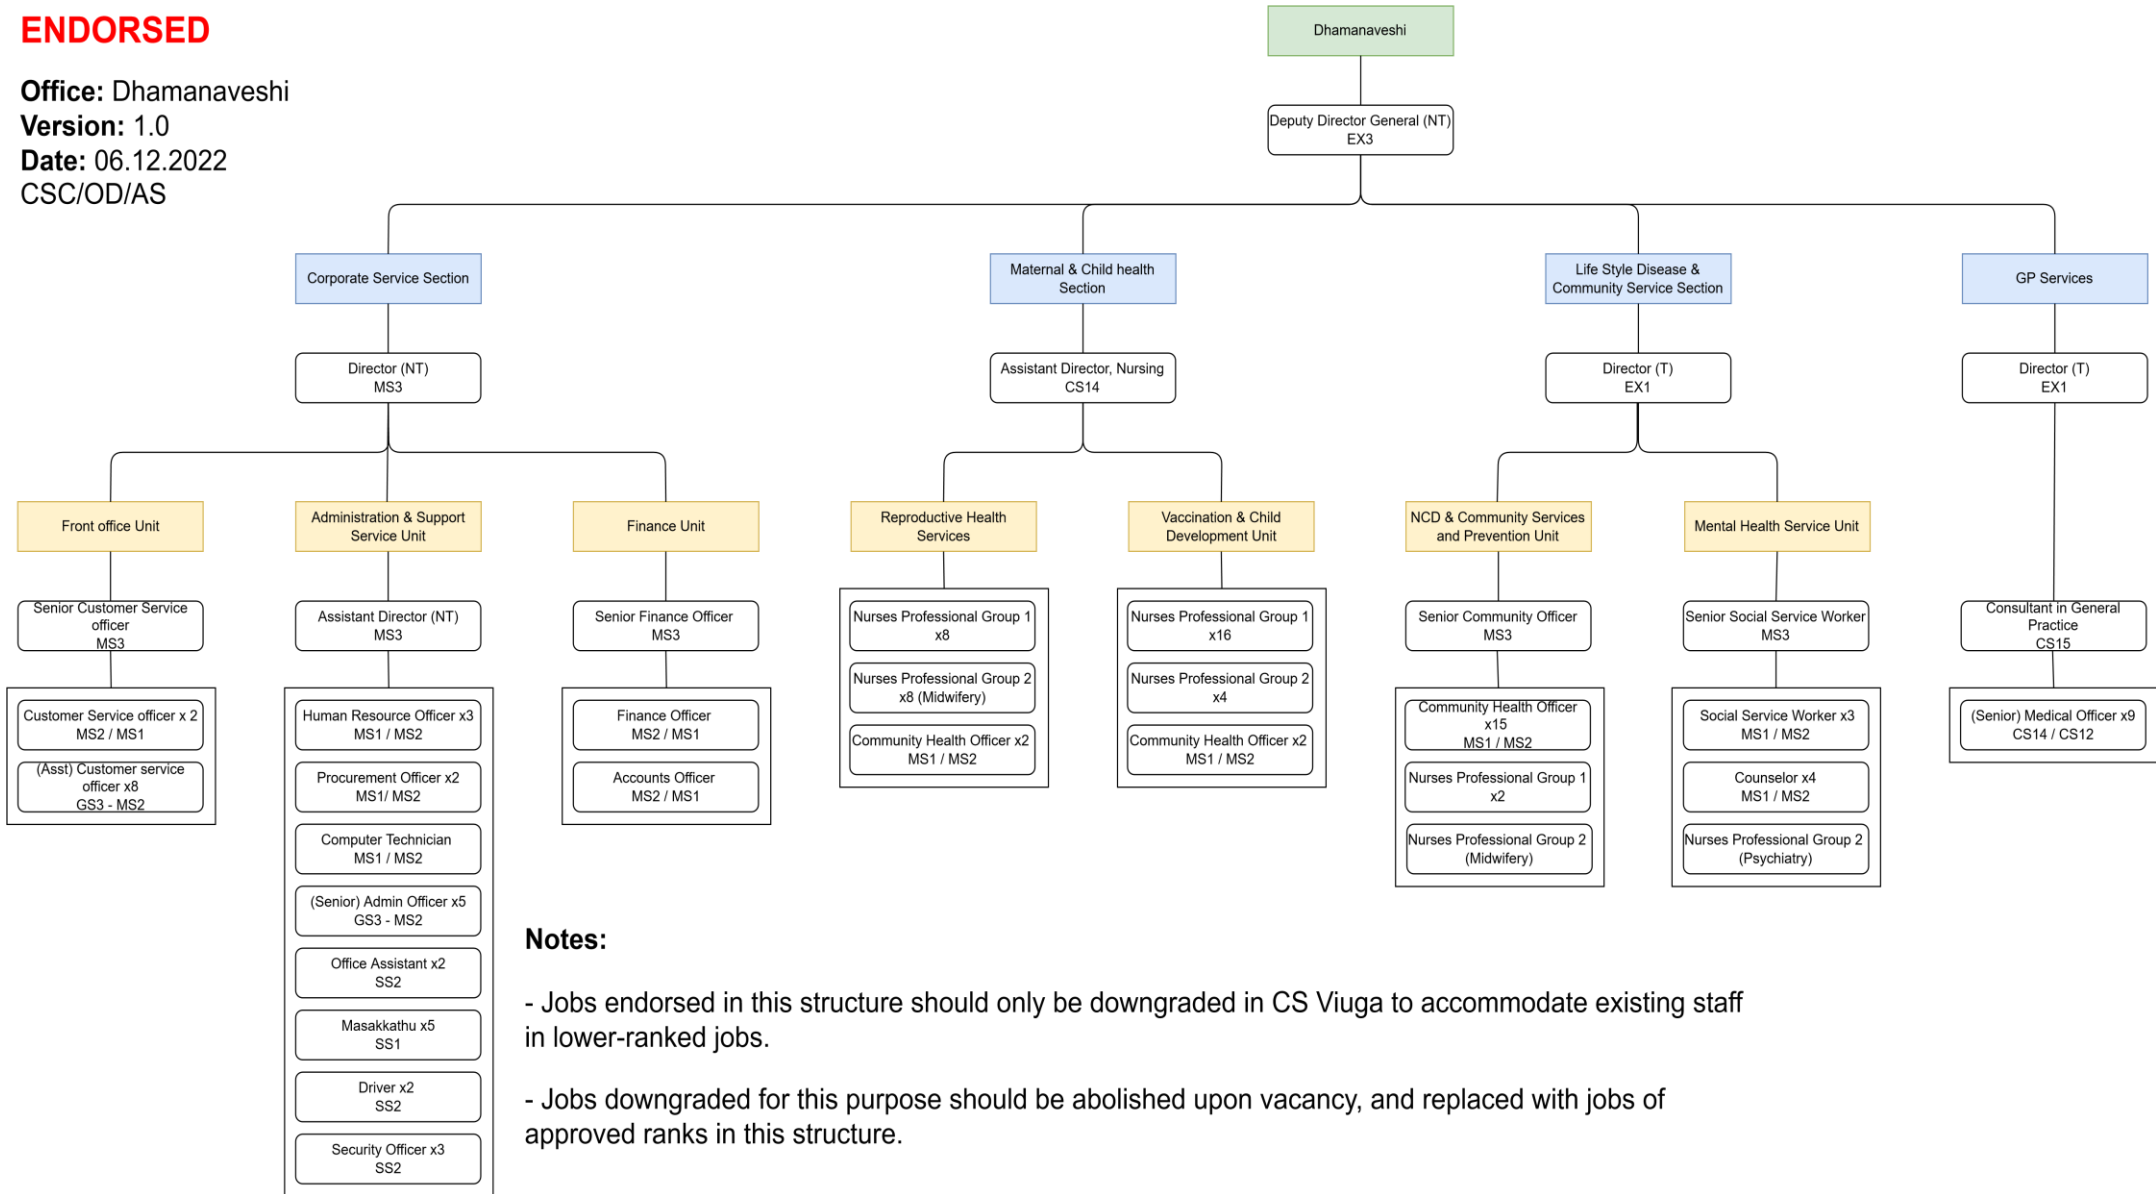 ENDORSED
Office: Dhamanaveshi
Version: 1.0
Date: 06.12.2022
CSC/OD/AS
Dhamanaveshi
Deputy Director General (NT)
EX3
Corporate Service Section
Director (NT)
MS3
Front office Unit
Senior Customer Service
officer
MS3
Customer Service officer x 2
MS2 / MS1
(Asst) Customer service
officer x8
GS3 - MS2
Administration & Support
Service Unit
Assistant Director (NT)
MS3
Human Resource Officer x3
MS1 / MS2
Procurement Officer x2
MS1/ MS2
Computer Technician
MS1 / MS2
(Senior) Admin Officer x5
GS3 - MS2
Office Assistant x2
SS2
Masakkathu x5
SS1
Driver x2
SS2
Security Officer x3
SS2
Finance Unit
Senior Finance Officer
MS3
Finance Officer
MS2 / MS1
Accounts Officer
MS2 / MS1
Maternal & Child health
Section
Assistant Director, Nursing
CS14
Reproductive Health
Services
Nurses Professional Group 1
x8
Nurses Professional Group 2
x8 (Midwifery)
Community Health Officer x2
MS1 / MS2
Vaccination & Child
Development Unit
Nurses Professional Group 1
x16
Nurses Professional Group 2
x4
Community Health Officer x2
MS1 / MS2
Life Style Disease &
Community Service Section
Director (T)
EX1
NCD & Community Services
and Prevention Unit
Senior Community Officer
MS3
Community Health Officer
x15
MS1 / MS2
Nurses Professional Group 1
x2
Nurses Professional Group 2
(Midwifery)
Mental Health Service Unit
Senior Social Service Worker
MS3
Social Service Worker x3
MS1 / MS2
Counselor x4
MS1 / MS2
Nurses Professional Group 2
(Psychiatry)
GP Services
Director (T)
EX1
Consultant in General
Practice
CS15
(Senior) Medical Officer x9
CS14 / CS12
Notes:
- Jobs endorsed in this structure should only be downgraded in CS Viuga to accommodate existing staff
in lower-ranked jobs.
- Jobs downgraded for this purpose should be abolished upon vacancy, and replaced with jobs of
approved ranks in this structure.